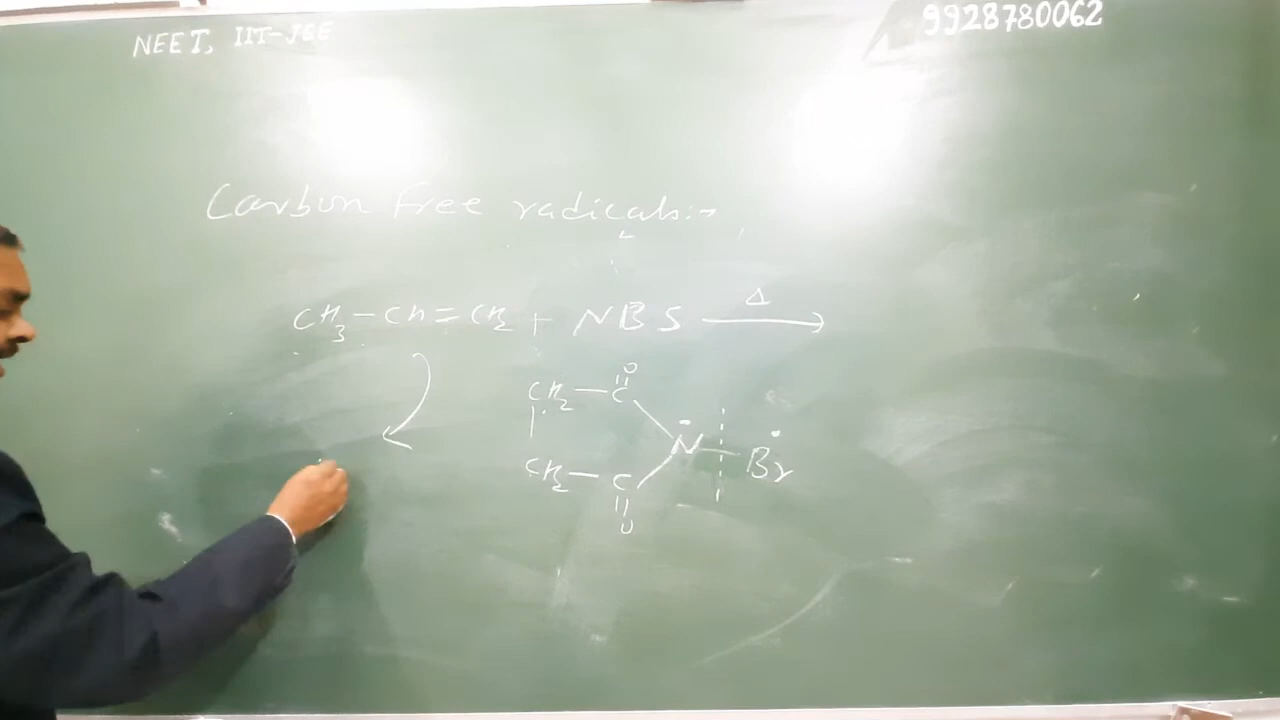 NEET, IIT-JEE
9928780062
Carbon free radicals:→
CH₃-CH=CH₂ + NBS →Δ
CH₂-C=O
N-Br
CH₂-C=O